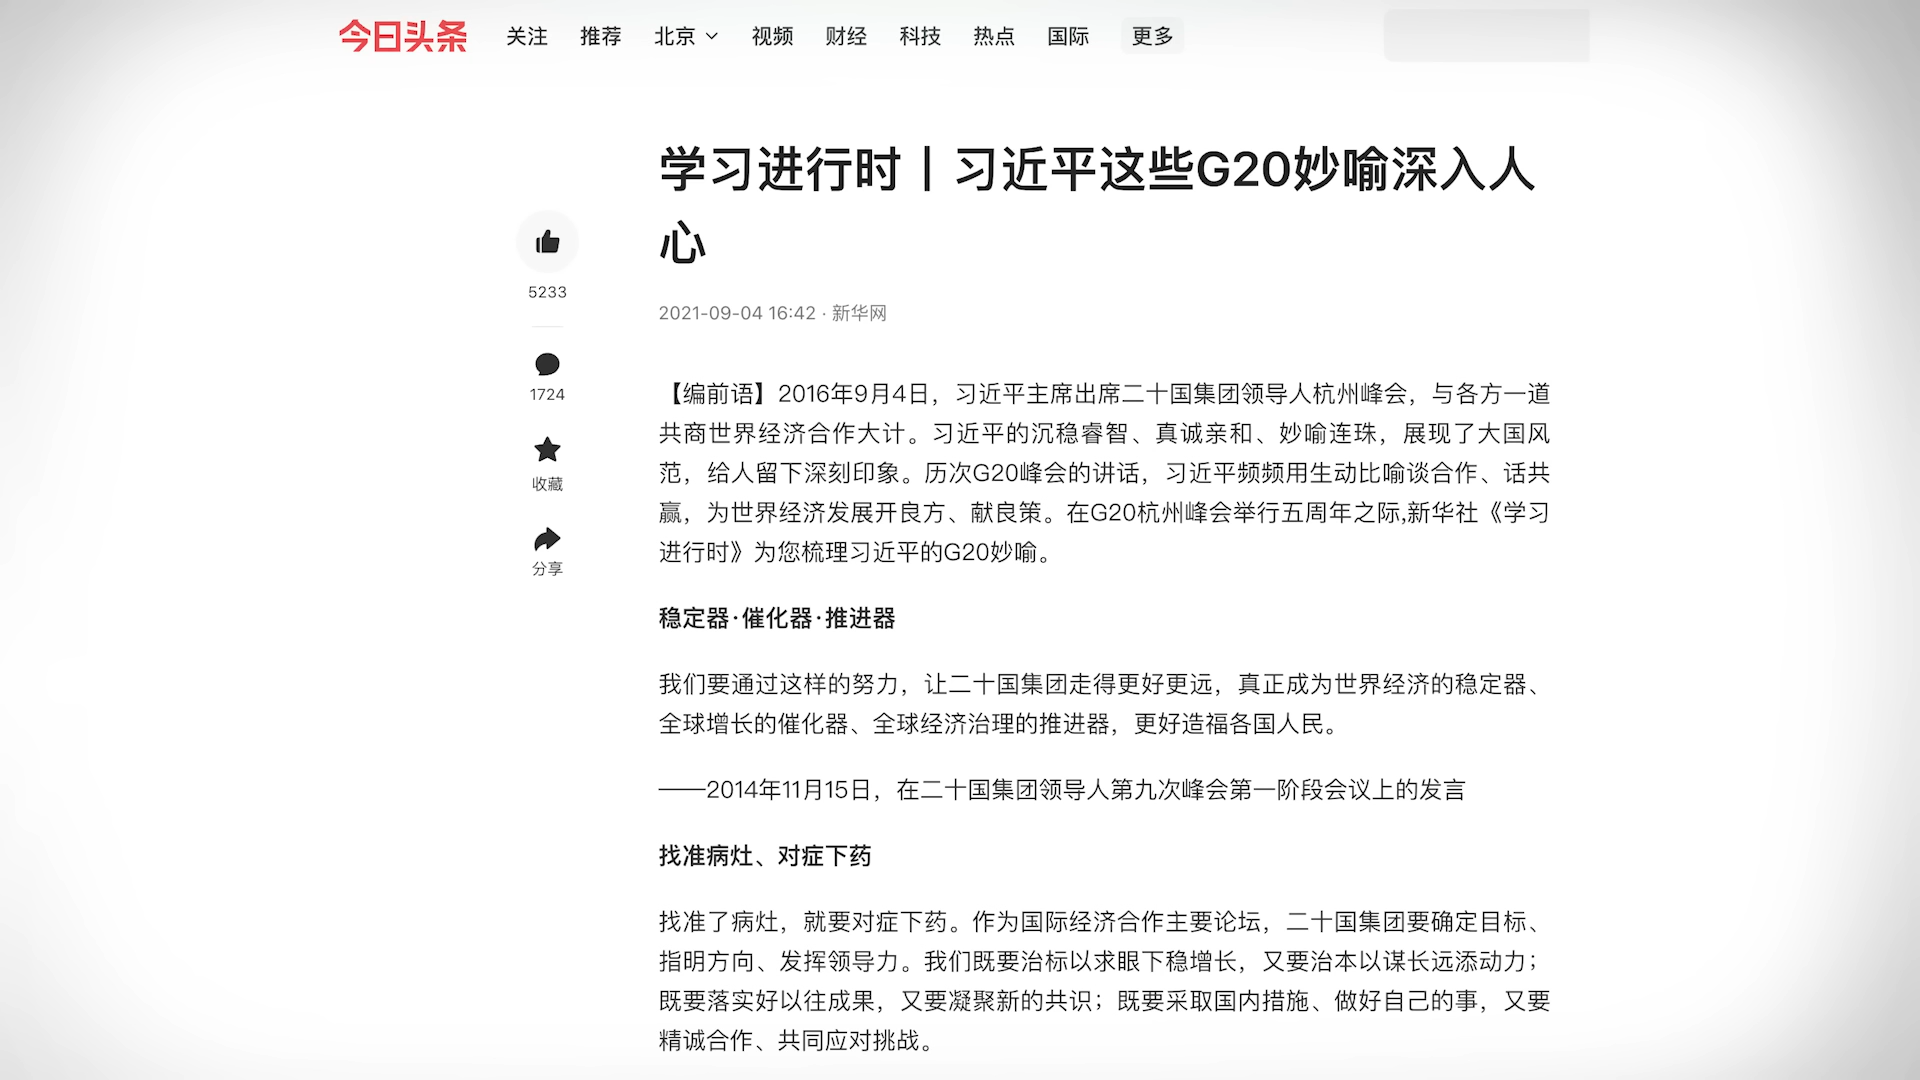 今日头条 关注 推荐 北京 视频 财经 科技 热点 国际 更多
学习进行时丨习近平这些G20妙喻深入人
心
5233
2021-09-04 16:42 · 新华网
1724
收藏
分享
【编前语】2016年9月4日，习近平主席出席二十国集团领导人杭州峰会，与各方一道
共商世界经济合作大计。习近平的沉稳睿智、真诚亲和、妙喻连珠，展现了大国风
范，给人留下深刻印象。历次G20峰会的讲话，习近平频频用生动比喻谈合作、话共
赢，为世界经济发展开良方、献良策。在G20杭州峰会举行五周年之际,新华社《学习
进行时》为您梳理习近平的G20妙喻。
稳定器·催化器·推进器
我们要通过这样的努力，让二十国集团走得更好更远，真正成为世界经济的稳定器、
全球增长的催化器、全球经济治理的推进器，更好造福各国人民。
——2014年11月15日，在二十国集团领导人第九次峰会第一阶段会议上的发言
找准病灶、对症下药
找准了病灶，就要对症下药。作为国际经济合作主要论坛，二十国集团要确定目标、
指明方向、发挥领导力。我们既要治标以求眼下稳增长，又要治本以谋长远添动力；
既要落实好以往成果，又要凝聚新的共识；既要采取国内措施、做好自己的事，又要
精诚合作、共同应对挑战。